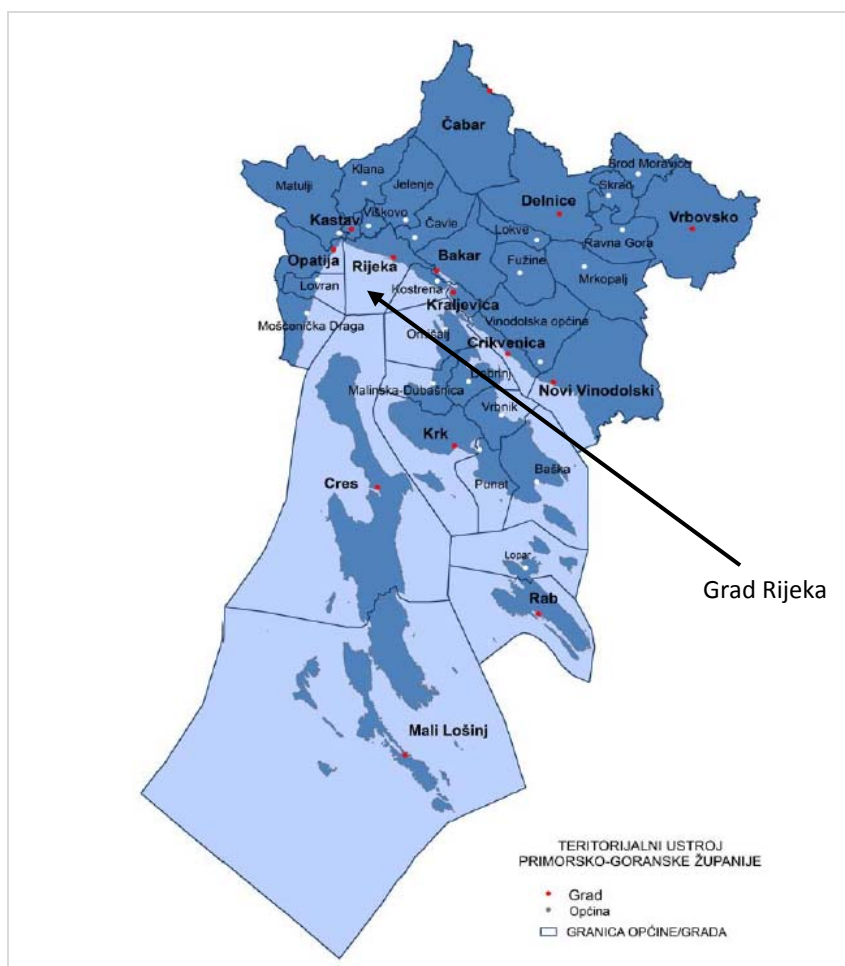 Čabar
Brod Moravice
Klana
Matulji
Jelenje
Skrad
Delnice
Kastav
Viškovo
Čavle
Vrbovsko
Lokve
Ravna Gora
Opatija
Rijeka
Bakar
Fužine
Mrkopalj
Lovran
Kostrena
Kraljevica
Mošćenička Draga
Omišalj
Vinodolska općine
Crikvenica
Dobrinj
Malinska-Dubašnica
Novi Vinodolski
Vrbnik
Krk
Baška
Cres
Punat
Lopar
Grad Rijeka
Rab
Mali Lošinj
TERITORIJALNI USTROJ
PRIMORSKO-GORANSKE ŽUPANIJE
Grad
Općina
GRANICA OPĆINE/GRADA